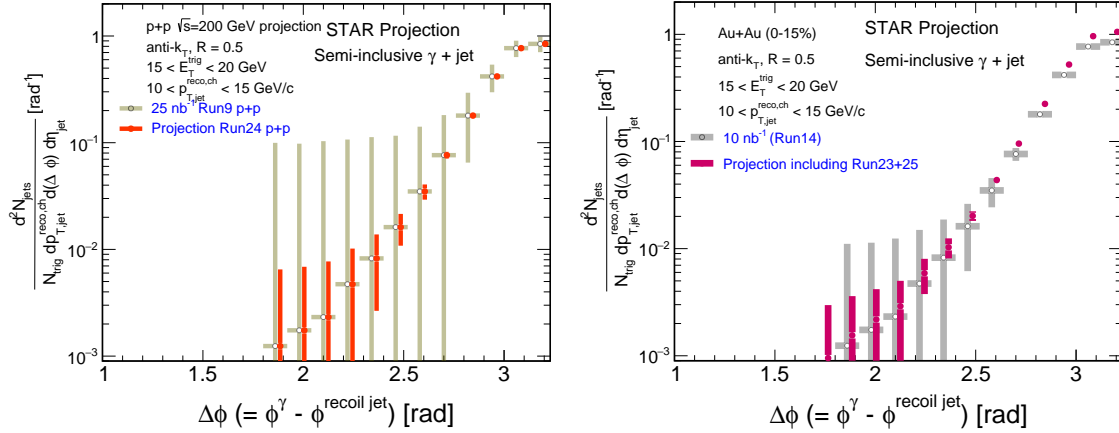 p+p √s=200 GeV projection
anti-k_T, R = 0.5
15 < E_T^trig < 20 GeV
10 < p_T,jet^reco,ch < 15 GeV/c
25 nb⁻¹ Run9 p+p
Projection Run24 p+p
STAR Projection
Semi-inclusive γ + jet
d²N_jets
N_trig dp_T,jet^reco,ch d(Δ ϕ) dη_jet
[rad⁻¹]
1
10⁻¹
10⁻²
10⁻³
1 1.5 2 2.5 3
Δϕ (= ϕ^γ - ϕ^recoil jet) [rad]
Au+Au (0-15%)
anti-k_T, R = 0.5
15 < E_T^trig < 20 GeV
10 < p_T,jet^reco,ch < 15 GeV/c
10 nb⁻¹ (Run14)
Projection including Run23+25
STAR Projection
Semi-inclusive γ + jet
d²N_jets
N_trig dp_T,jet^reco,ch d(Δ ϕ) dη_jet
[rad⁻¹]
1
10⁻¹
10⁻²
10⁻³
1 1.5 2 2.5 3
Δϕ (= ϕ^γ - ϕ^recoil jet) [rad]